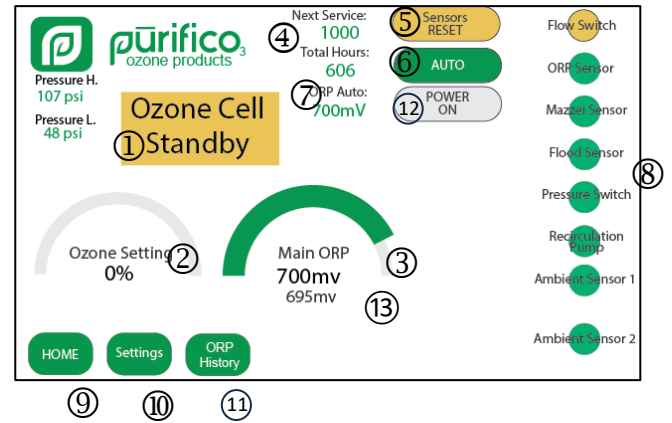 pūrifico3
ozone products
Pressure H.
107 psi
Pressure L.
48 psi
Next Service:
④ 1000
Total Hours:
606
ORP Auto:
⑦ 700mV
⑤ Sensors
RESET
⑥ AUTO
POWER
⑫ ON
Ozone Cell
① Standby
Ozone Setting ②
0%
Main ORP ③
700mv
695mv
⑬
Flow Switch
ORP Sensor
Mazzei Sensor
Flood Sensor
⑧
Pressure Switch
Recirculation
Pump
Ambient Sensor 1
Ambient Sensor 2
HOME
Settings
ORP
History
⑨ ⑩ ⑪